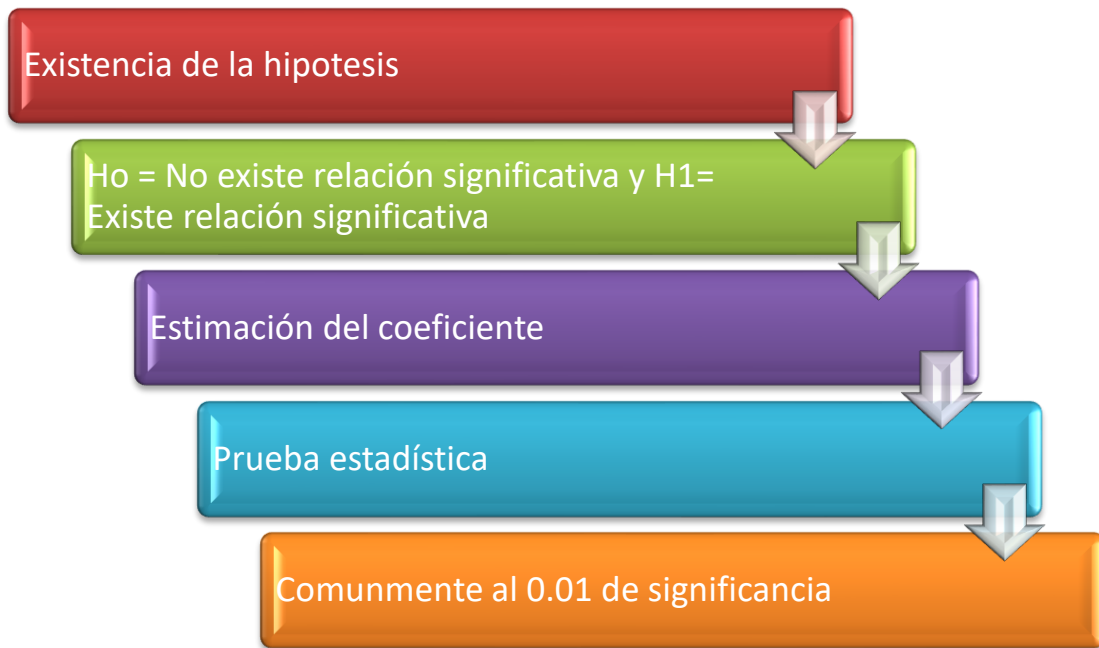 Existencia de la hipotesis
Ho = No existe relación significativa y H1=
Existe relación significativa
Estimación del coeficiente
Prueba estadística
Comunmente al 0.01 de significancia